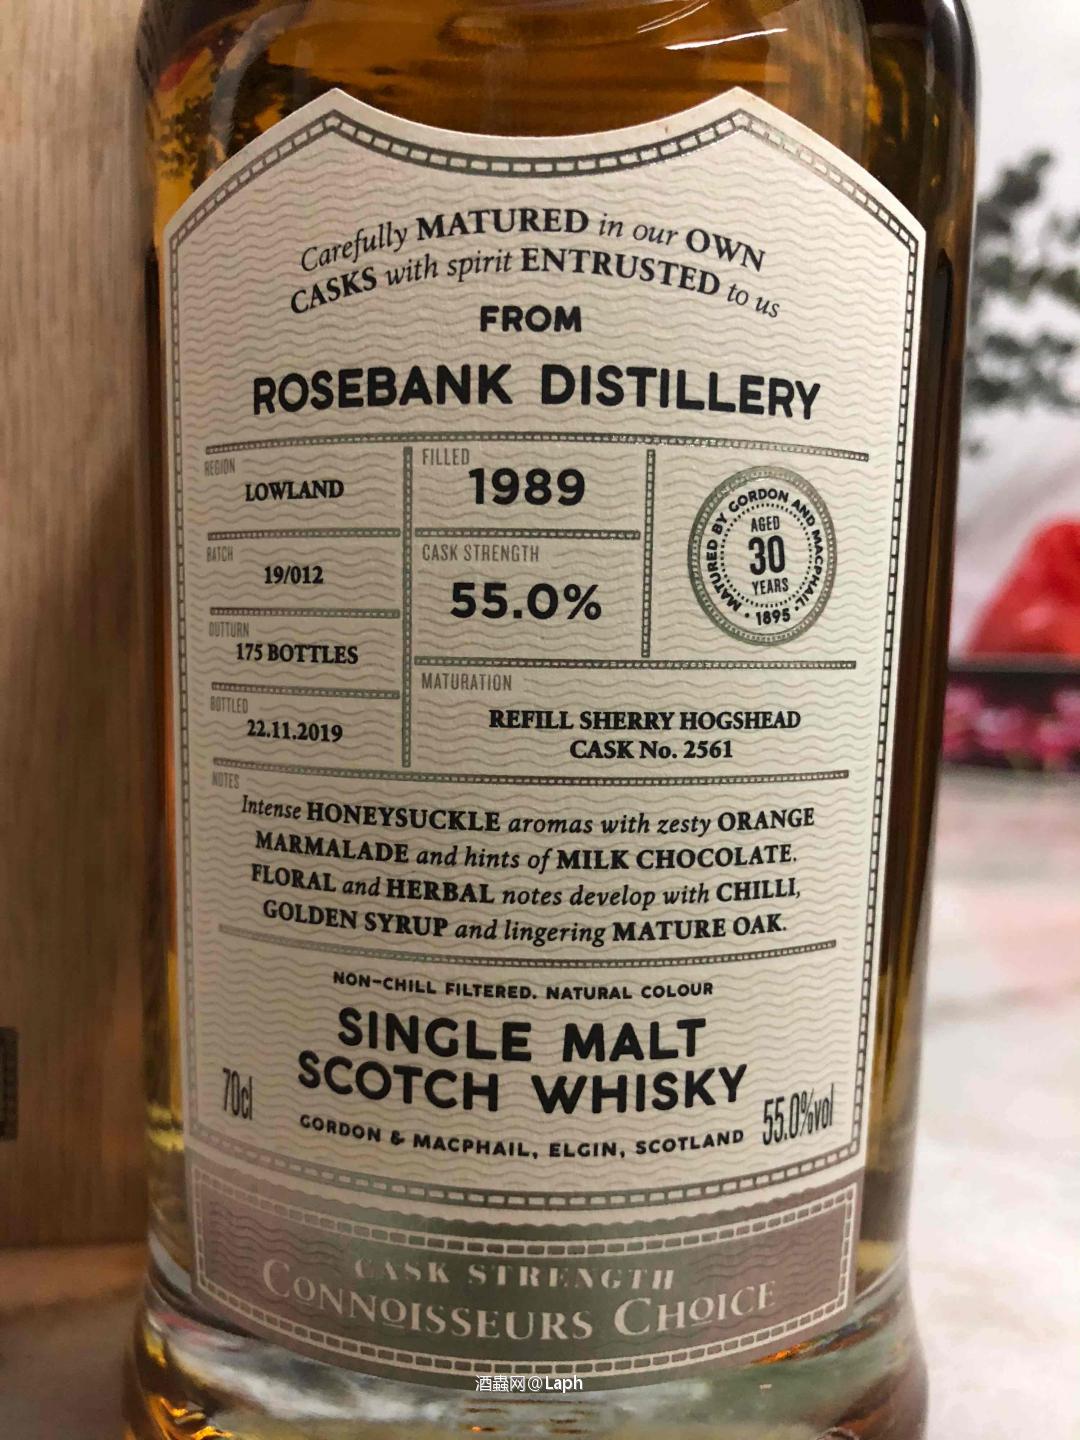 Carefully MATURED in our OWN
CASKS with spirit ENTRUSTED to us
FROM
ROSEBANK DISTILLERY
REGION
LOWLAND
BATCH
19/012
OUTTURN
175 BOTTLES
BOTTLED
22.11.2019
FILLED
1989
CASK STRENGTH
55.0%
MATURED BY GORDON AND MACPHAIL
AGED
30
YEARS
• 1895 •
MATURATION
REFILL SHERRY HOGSHEAD
CASK No. 2561
NOTES
Intense HONEYSUCKLE aromas with zesty ORANGE
MARMALADE and hints of MILK CHOCOLATE.
FLORAL and HERBAL notes develop with CHILLI,
GOLDEN SYRUP and lingering MATURE OAK.
NON-CHILL FILTERED. NATURAL COLOUR
SINGLE MALT
SCOTCH WHISKY
70cl
55.0%vol
GORDON & MACPHAIL, ELGIN, SCOTLAND
CASK STRENGTH
CONNOISSEURS CHOICE
酒蟲网@Laph